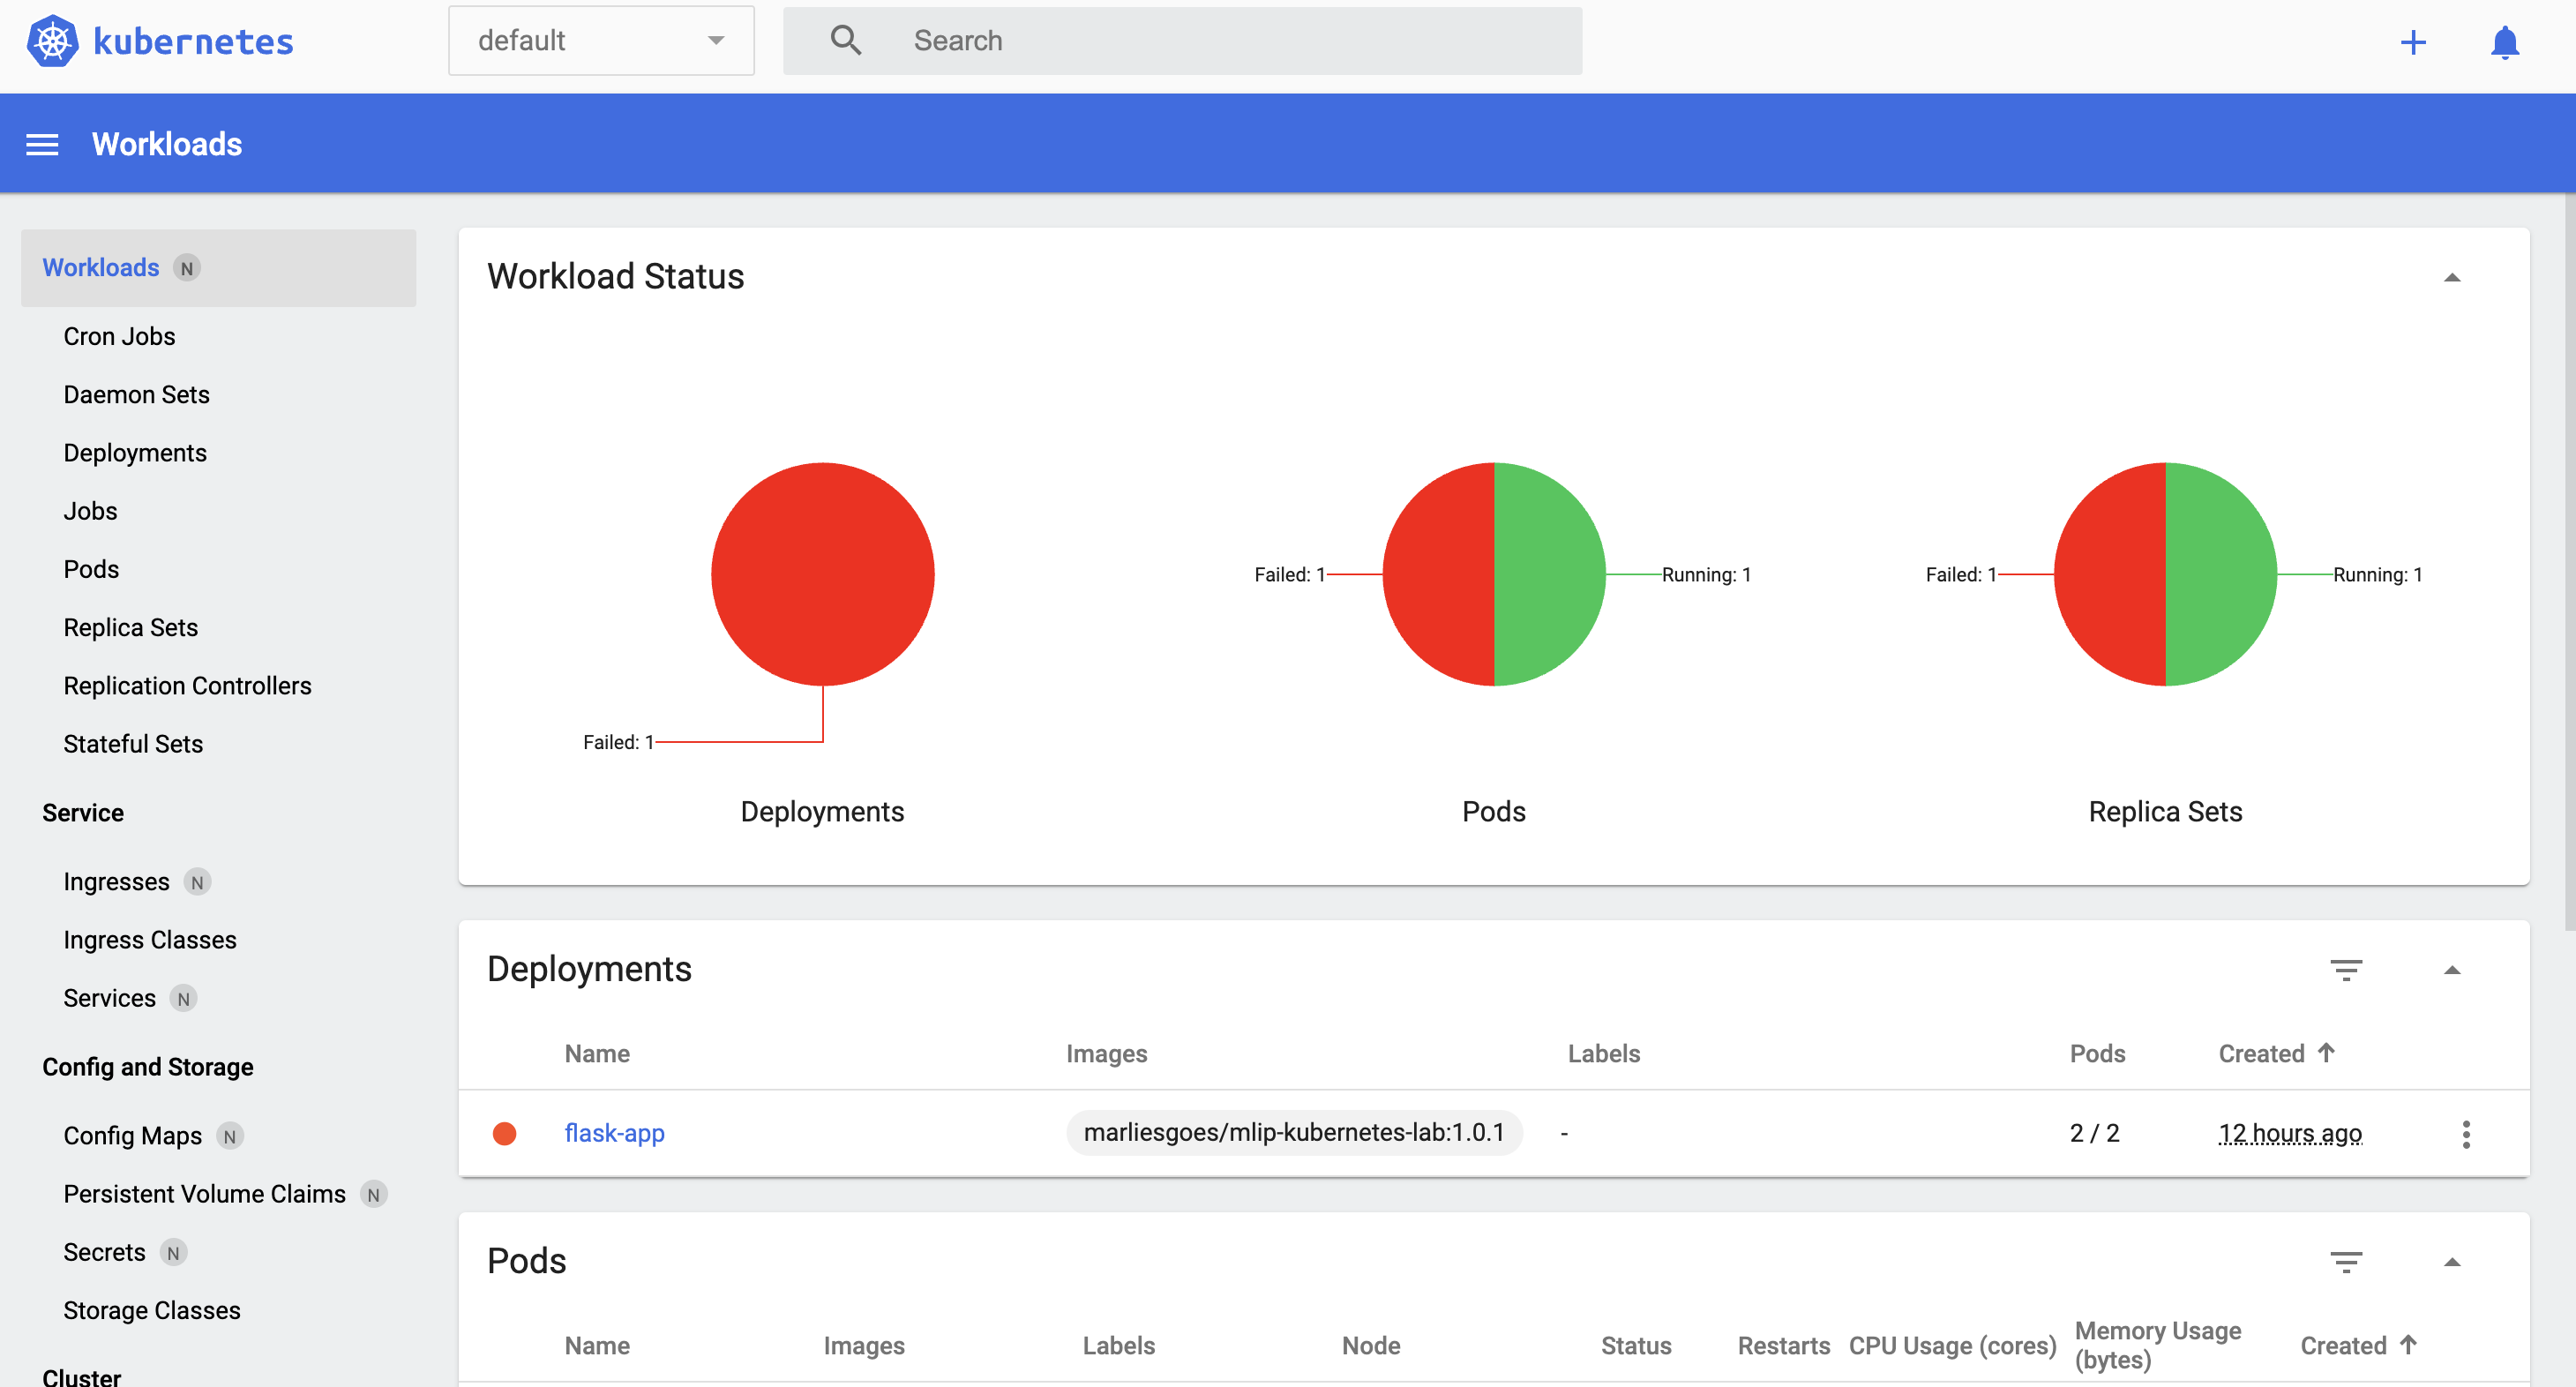 kubernetes
default
Search
Workloads
Workloads N
Cron Jobs
Daemon Sets
Deployments
Jobs
Pods
Replica Sets
Replication Controllers
Stateful Sets
Service
Ingresses N
Ingress Classes
Services N
Config and Storage
Config Maps N
Persistent Volume Claims N
Secrets N
Storage Classes
Cluster
Workload Status
Failed: 1
Deployments
Failed: 1
Running: 1
Pods
Failed: 1
Running: 1
Replica Sets
Deployments
Name Images Labels Pods Created
flask-app marliesgoes/mlip-kubernetes-lab:1.0.1 - 2 / 2 12 hours ago
Pods
Name Images Labels Node Status Restarts CPU Usage (cores) Memory Usage (bytes) Created